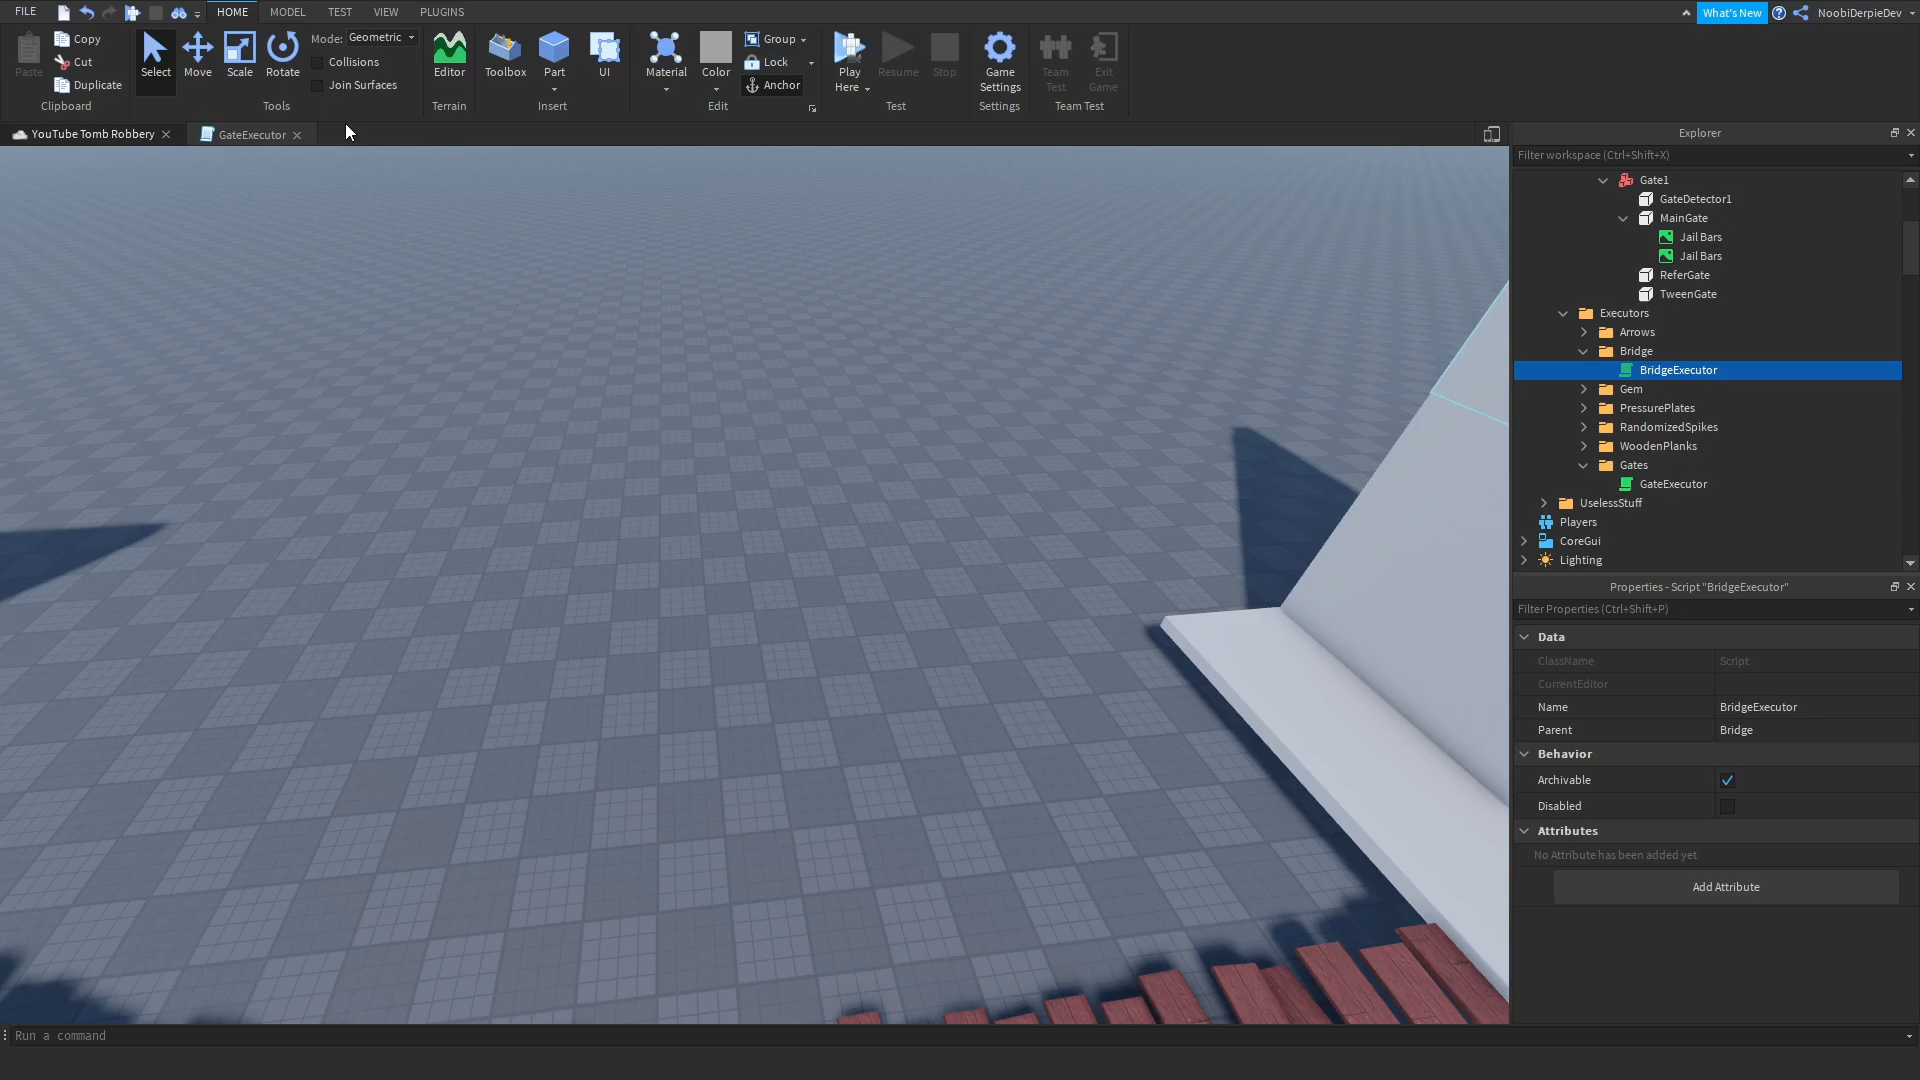 FILE HOME MODEL TEST VIEW PLUGINS What's New NoobiDerpieDev
Paste Copy Cut Duplicate Clipboard
Select Move Scale Rotate Mode: Geometric Collisions Join Surfaces Tools
Editor Terrain
Toolbox Part UI Insert
Material Color Group Lock Anchor Edit
Play Here Resume Stop Test
Game Settings Settings
Team Test Exit Game Team Test
YouTube Tomb Robbery GateExecutor
Explorer
Filter workspace (Ctrl+Shift+X)
Gate1
GateDetector1
MainGate
Jail Bars
Jail Bars
ReferGate
TweenGate
Executors
Arrows
Bridge
BridgeExecutor
Gem
PressurePlates
RandomizedSpikes
WoodenPlanks
Gates
GateExecutor
UselessStuff
Players
CoreGui
Lighting
Properties - Script "BridgeExecutor"
Filter Properties (Ctrl+Shift+P)
Data
ClassName Script
CurrentEditor
Name BridgeExecutor
Parent Bridge
Behavior
Archivable
Disabled
Attributes
No Attribute has been added yet
Add Attribute
Run a command